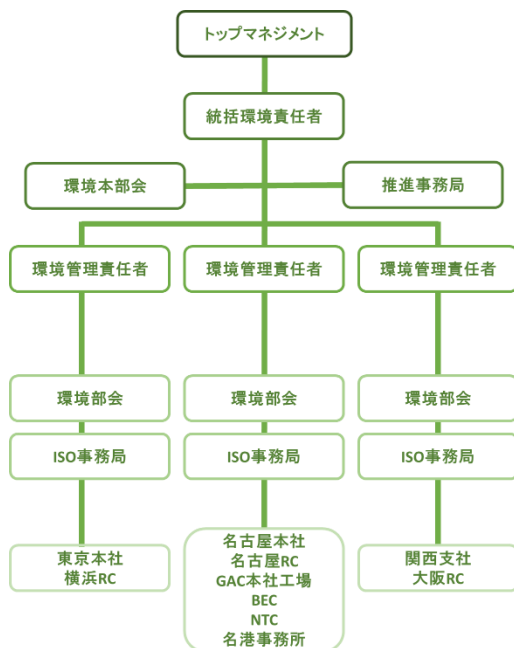 トップマネジメント
統括環境責任者
環境本部会
推進事務局
環境管理責任者
環境管理責任者
環境管理責任者
環境部会
環境部会
環境部会
ISO事務局
ISO事務局
ISO事務局
東京本社
横浜RC
名古屋本社
名古屋RC
GAC本社工場
BEC
NTC
名港事務所
関西支社
大阪RC